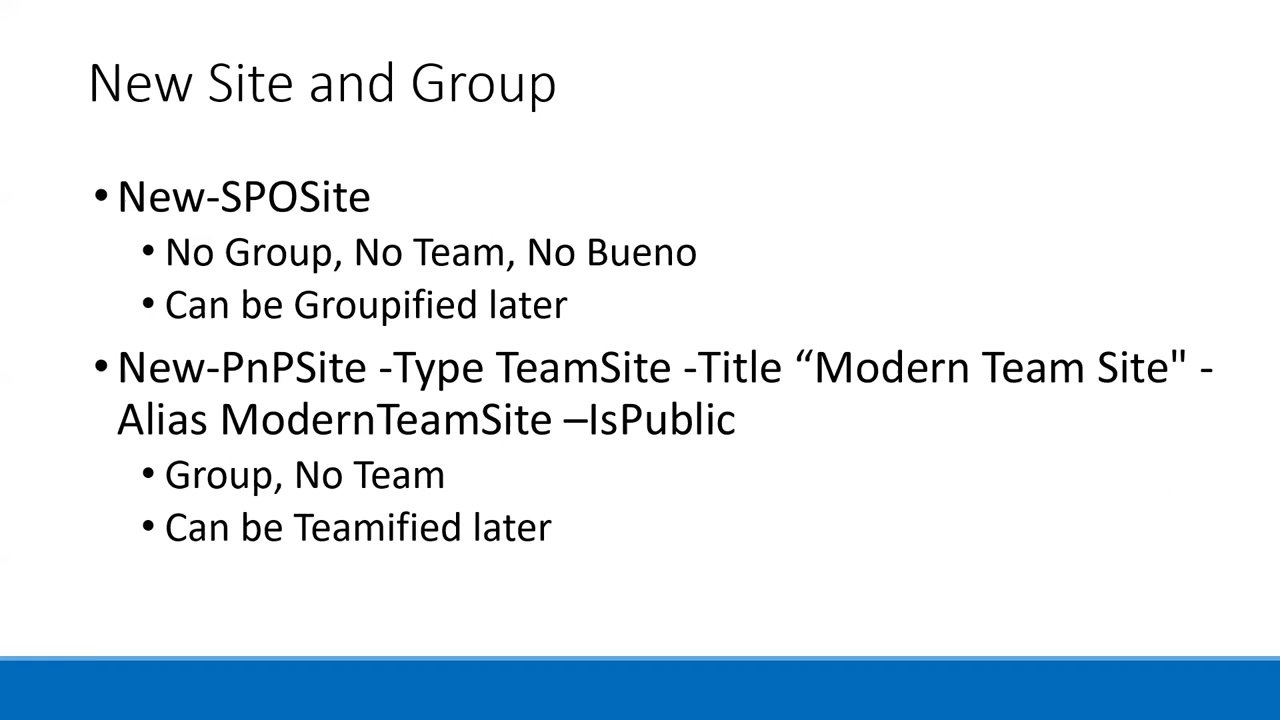 New Site and Group
• New-SPOSite
• No Group, No Team, No Bueno
• Can be Groupified later
• New-PnPSite -Type TeamSite -Title “Modern Team Site" -
Alias ModernTeamSite –IsPublic
• Group, No Team
• Can be Teamified later